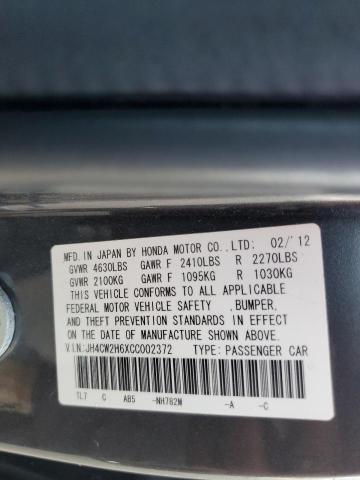 MFD. IN JAPAN BY HONDA MOTOR CO.,LTD: 02/'12
GVWR 4630LBS GAWR F 2410LBS R 2270LBS
GVWR 2100KG GAWR F 1095KG R 1030KG
THIS VEHICLE CONFORMS TO ALL APPLICABLE
FEDERAL MOTOR VEHICLE SAFETY ,BUMPER,
AND THEFT PREVENTION STANDARDS IN EFFECT
ON THE DATE OF MANUFACTURE SHOWN ABOVE.
V.I.N:JH4CW2H6XCC002372 TYPE: PASSENGER CAR
TL7 C AB5 -NH782M -A -C